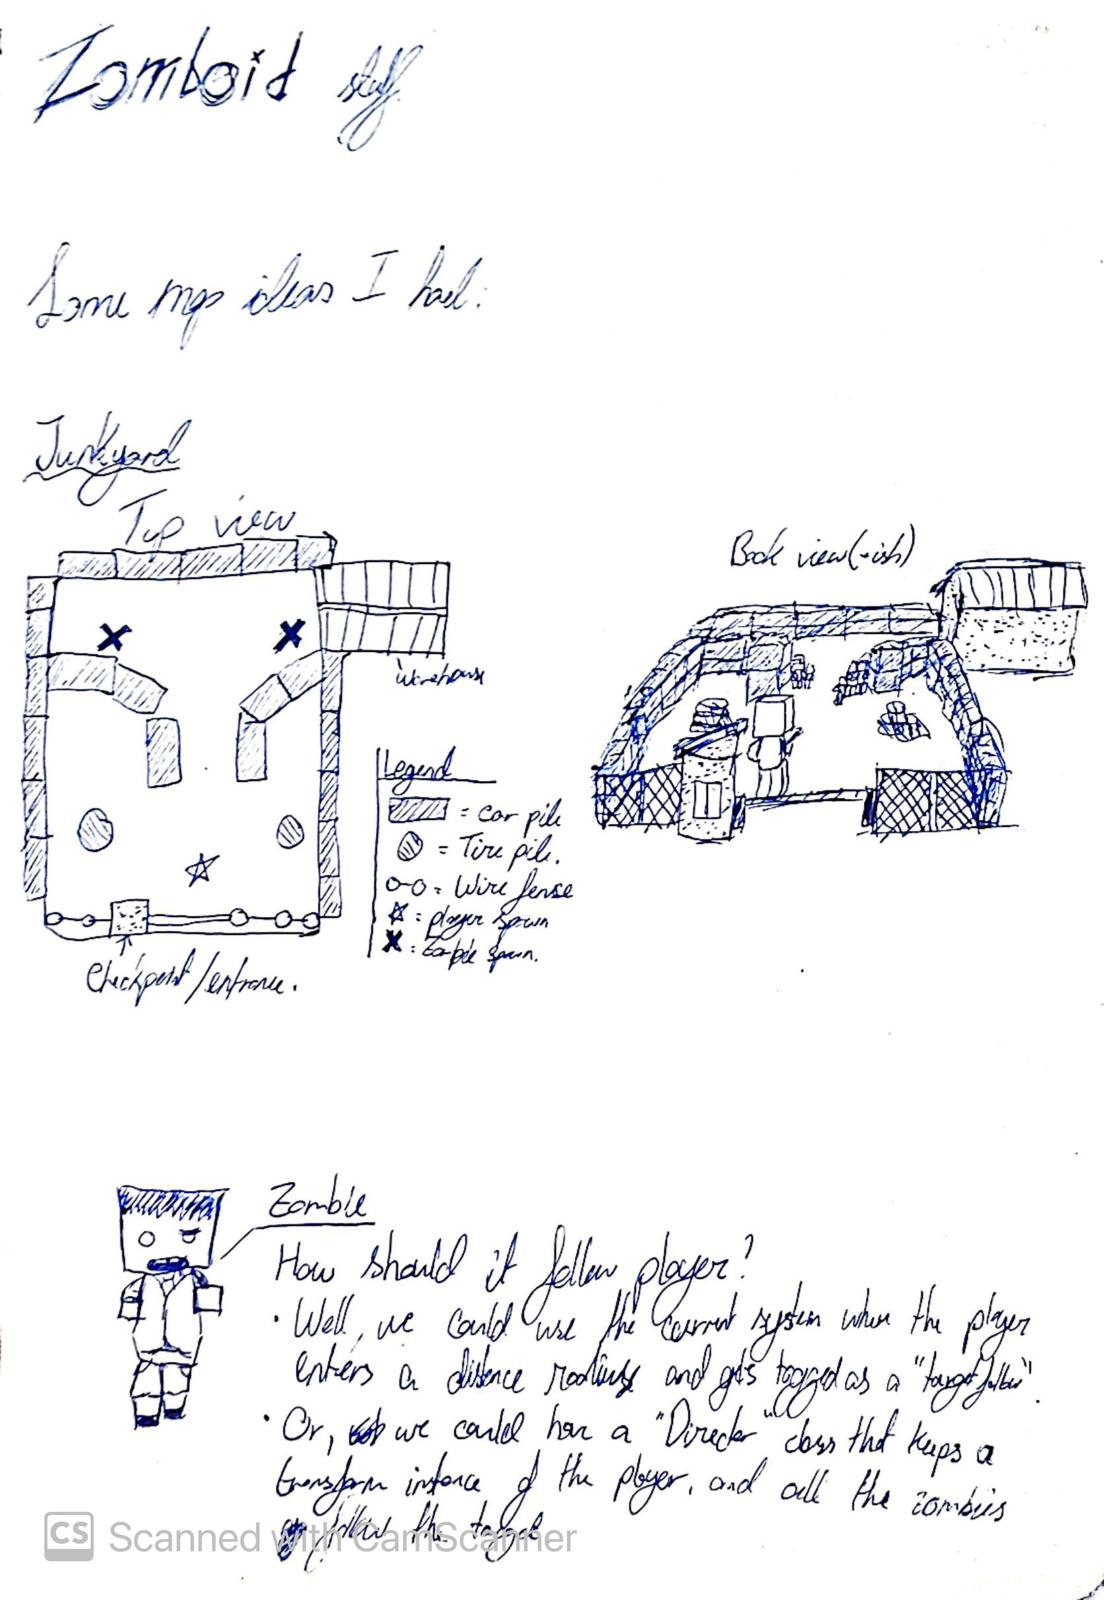 Zomboid stuff
Some map ideas I had:
Junkyard
Top view
Warehouse
Legend
= Car pile
= Tire pile.
= Wire fense
= player spawn
= Zombie spawn.
Checkpoint/entrance.
Back view(-ish)
Zombie
How should it follow player?
• Well, we could use the current system when the player
enters a distence and gets tagged as a "target follow".
• Or, we could have a "Director" class that keeps a
transform instance of the player, and all the zombies
follow the target
CS Scanned with CamScanner